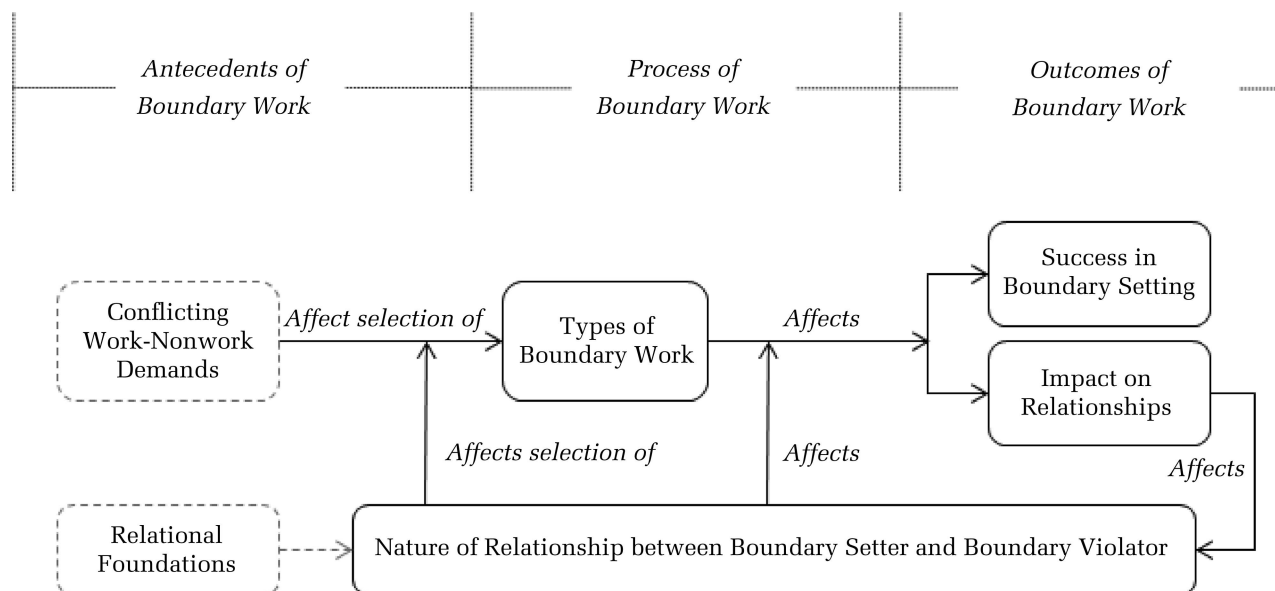 Antecedents of
Boundary Work
Process of
Boundary Work
Outcomes of
Boundary Work
Conflicting
Work-Nonwork
Demands
Affect selection of
Types of
Boundary Work
Affects
Success in
Boundary Setting
Impact on
Relationships
Affects selection of
Affects
Affects
Relational
Foundations
Nature of Relationship between Boundary Setter and Boundary Violator